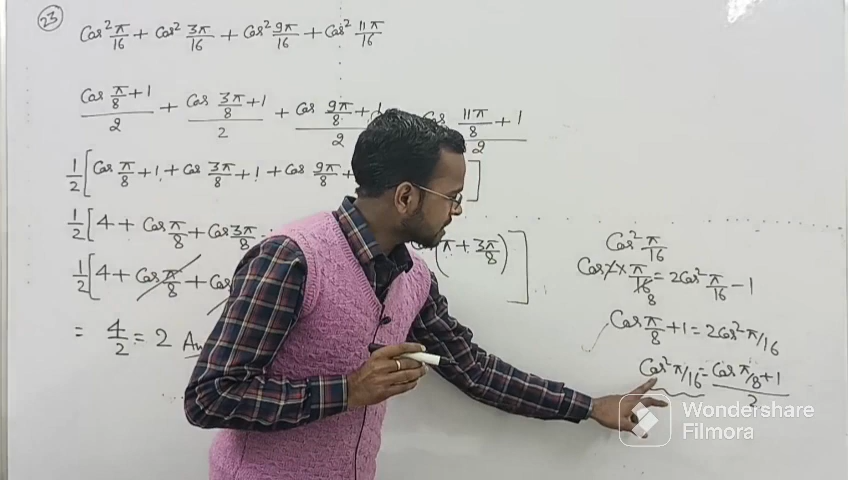 23
Cos² π/16 + Cos² 3π/16 + Cos² 9π/16 + Cos² 11π/16
(Cos π/8 + 1)/2 + (Cos 3π/8 + 1)/2 + (Cos 9π/8 + 1)/2 Cos 11π/8 + 1)/2
1/2 [Cos π/8 + 1 + Cos 3π/8 + 1 + Cos 9π/8 + ]
1/2 [4 + Cos π/8 + Cos 3π/8
(π + 3π/8)
1/2 [4 + Cos π/8 + Cos ]
= 4/2 = 2 An
Cos² π/16
Cos 2 × π/16 = 2Cos² π/16 - 1
8
Cos π/8 + 1 = 2Cos² π/16
Cos² π/16 = (Cos π/8 + 1)/2
Wondershare
Filmora